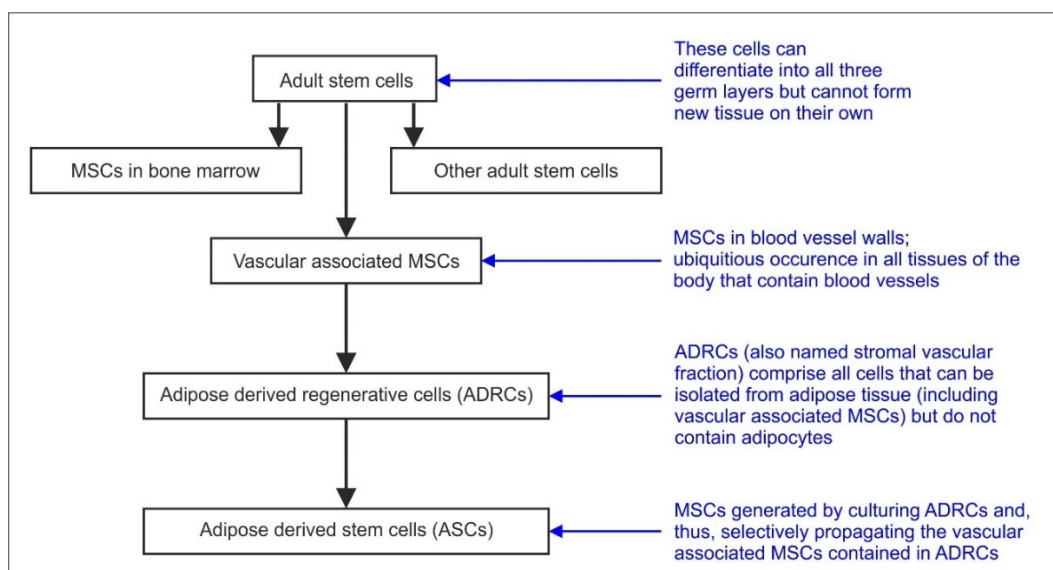 Adult stem cells
These cells can
differentiate into all three
germ layers but cannot form
new tissue on their own
MSCs in bone marrow
Other adult stem cells
Vascular associated MSCs
MSCs in blood vessel walls;
ubiquitious occurence in all tissues of the
body that contain blood vessels
Adipose derived regenerative cells (ADRCs)
ADRCs (also named stromal vascular
fraction) comprise all cells that can be
isolated from adipose tissue (including
vascular associated MSCs) but do not
contain adipocytes
Adipose derived stem cells (ASCs)
MSCs generated by culturing ADRCs and,
thus, selectively propagating the vascular
associated MSCs contained in ADRCs